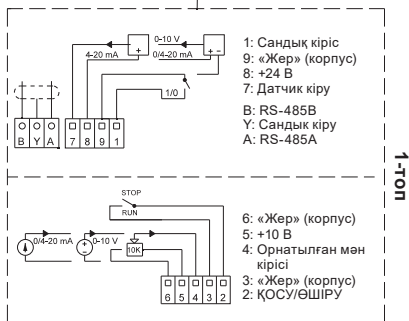 0-10 V
4-20 mA
0/4-20 mA
1/0
B Y A
7 8 9 1
1: Сандық кіріс
9: «Жер» (корпус)
8: +24 В
7: Датчик кіру
B: RS-485B
Y: Сандык кіру
A: RS-485A
1-топ
STOP
RUN
0/4-20 mA
0-10 V
10K
6 5 4 3 2
6: «Жер» (корпус)
5: +10 В
4: Орнатылған мән
кірісі
3: «Жер» (корпус)
2: ҚОСУ/ӨШІРУ